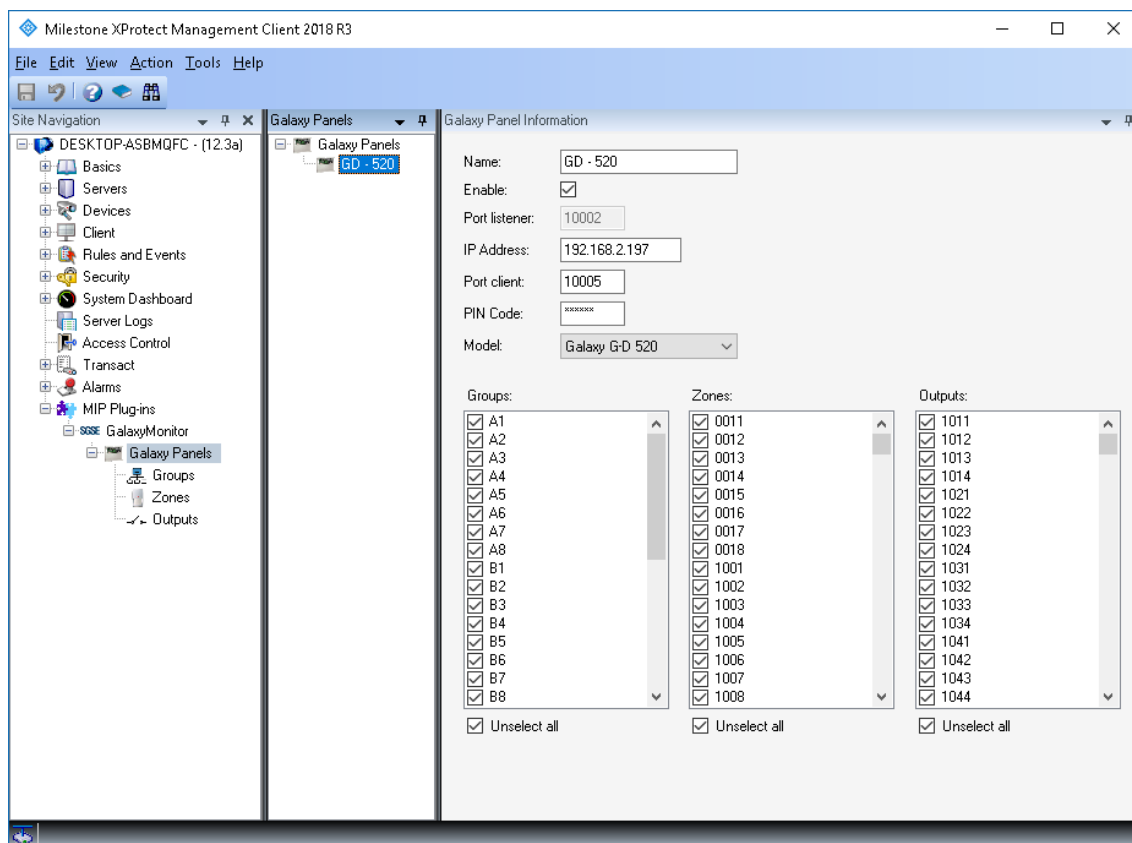 Milestone XProtect Management Client 2018 R3
File Edit View Action Tools Help
Site Navigation
DESKTOP-ASBMQFC - (12.3a)
Basics
Servers
Devices
Client
Rules and Events
Security
System Dashboard
Server Logs
Access Control
Transact
Alarms
MIP Plug-ins
SGSE GalaxyMonitor
Galaxy Panels
Groups
Zones
Outputs
Galaxy Panels
Galaxy Panels
GD - 520
Galaxy Panel Information
Name: GD - 520
Enable:
Port listener: 10002
IP Address: 192.168.2.197
Port client: 10005
PIN Code: ******
Model: Galaxy G-D 520
Groups:
A1
A2
A3
A4
A5
A6
A7
A8
B1
B2
B3
B4
B5
B6
B7
B8
Unselect all
Zones:
0011
0012
0013
0014
0015
0016
0017
0018
1001
1002
1003
1004
1005
1006
1007
1008
Unselect all
Outputs:
1011
1012
1013
1014
1021
1022
1023
1024
1031
1032
1033
1034
1041
1042
1043
1044
Unselect all